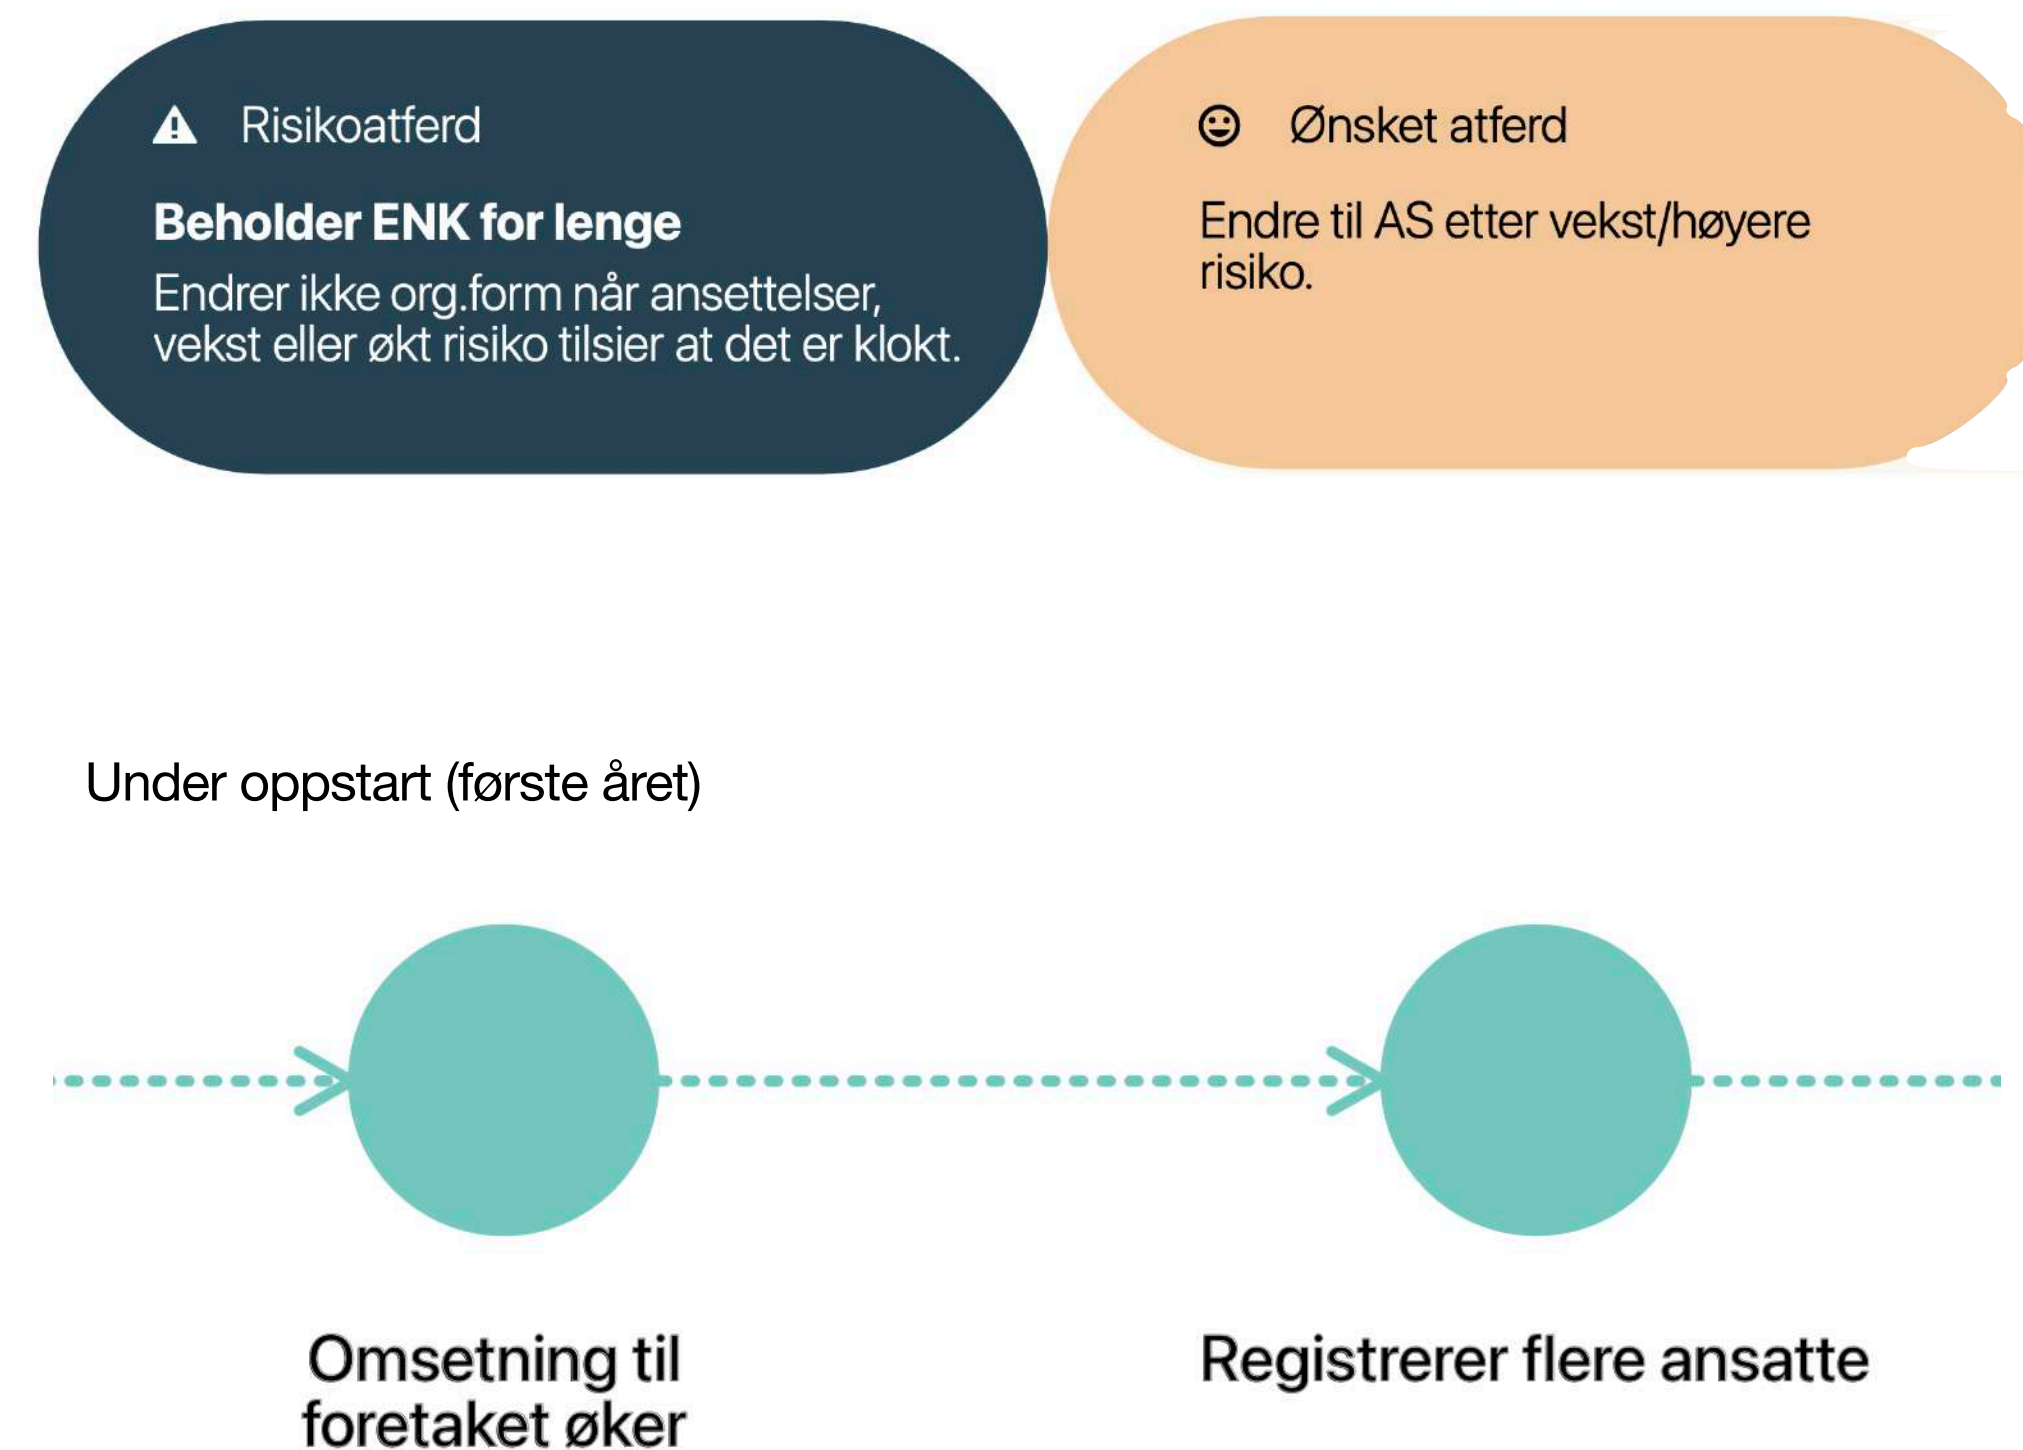 Risikoatferd
Beholder ENK for lenge
Endrer ikke org.form når ansettelser,
vekst eller økt risiko tilsier at det er klokt.
Ønsket atferd
Endre til AS etter vekst/høyere
risiko.
Under oppstart (første året)
Omsetning til
foretaket øker
Registrerer flere ansatte